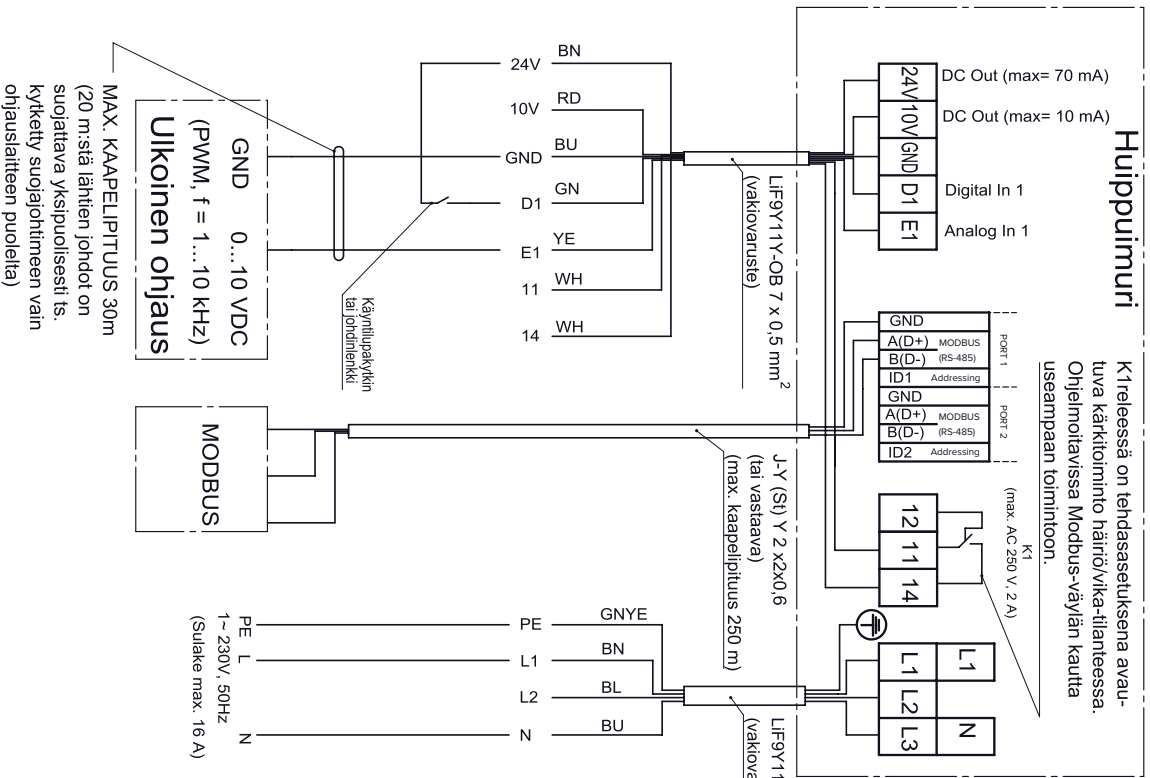 Huippuimuri
K1releessä on tehdasasetuksena avau-
tuva kärkitoiminto häiriö/vika-tilanteessa.
Ohjelmoitavissa Modbus-väylän kautta
useampaan toimintoon.
24V
10V
GND
D1
E1
DC Out (max= 70 mA)
DC Out (max= 10 mA)
Digital In 1
Analog In 1
GND
A(D+)
B(D-)
MODBUS
(RS-485)
ID1 Addressing
PORT 1
GND
A(D+)
B(D-)
MODBUS
(RS-485)
ID2 Addressing
PORT 2
12
11
14
K1
(max. AC 250 V, 2 A)
L1
L2
L3
L1
N
LiF9Y11Y-OB 7 x 0,5 mm²
(vakiovaruste)
J-Y (St) Y 2 x2x0,6
(tai vastaava)
(max. kaapelipituus 250 m)
LiF9Y11
(vakiova
24V BN
10V RD
GND BU
D1 GN
E1 YE
11 WH
14 WH
Käyntilupakytkin
tai johdinlenkki
PE GNYE
L1 BN
L2 BL
N BU
GND 0...10 VDC
(PWM, f = 1...10 kHz)
Ulkoinen ohjaus
MODBUS
PE L N
1~ 230V, 50Hz
(Sulake max. 16 A)
MAX. KAAPELIPITUUS 30m
(20 m:stä lähtien johdot on
suojattava yksipuolisesti ts.
kytketty suojajohtimeen vain
ohjauslaitteen puolelta)